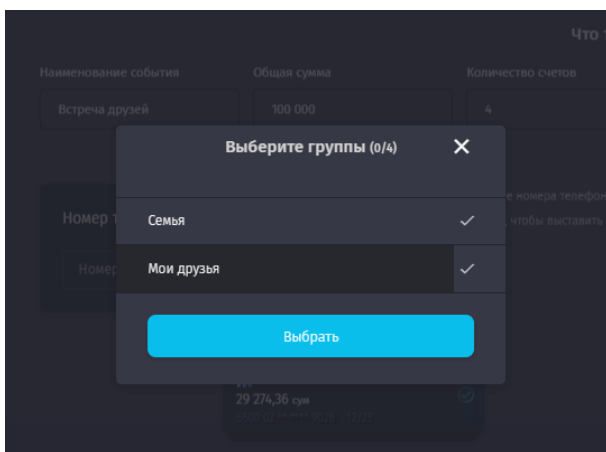 Что
Наименование события
Общая сумма
Количество счетов
Встреча друзей
100 000
4
Выберите группы (0/4)
номера телефон
Номер
Семья
, чтобы выставить
Номер
Мои друзья
Выбрать
29 274,36 сум